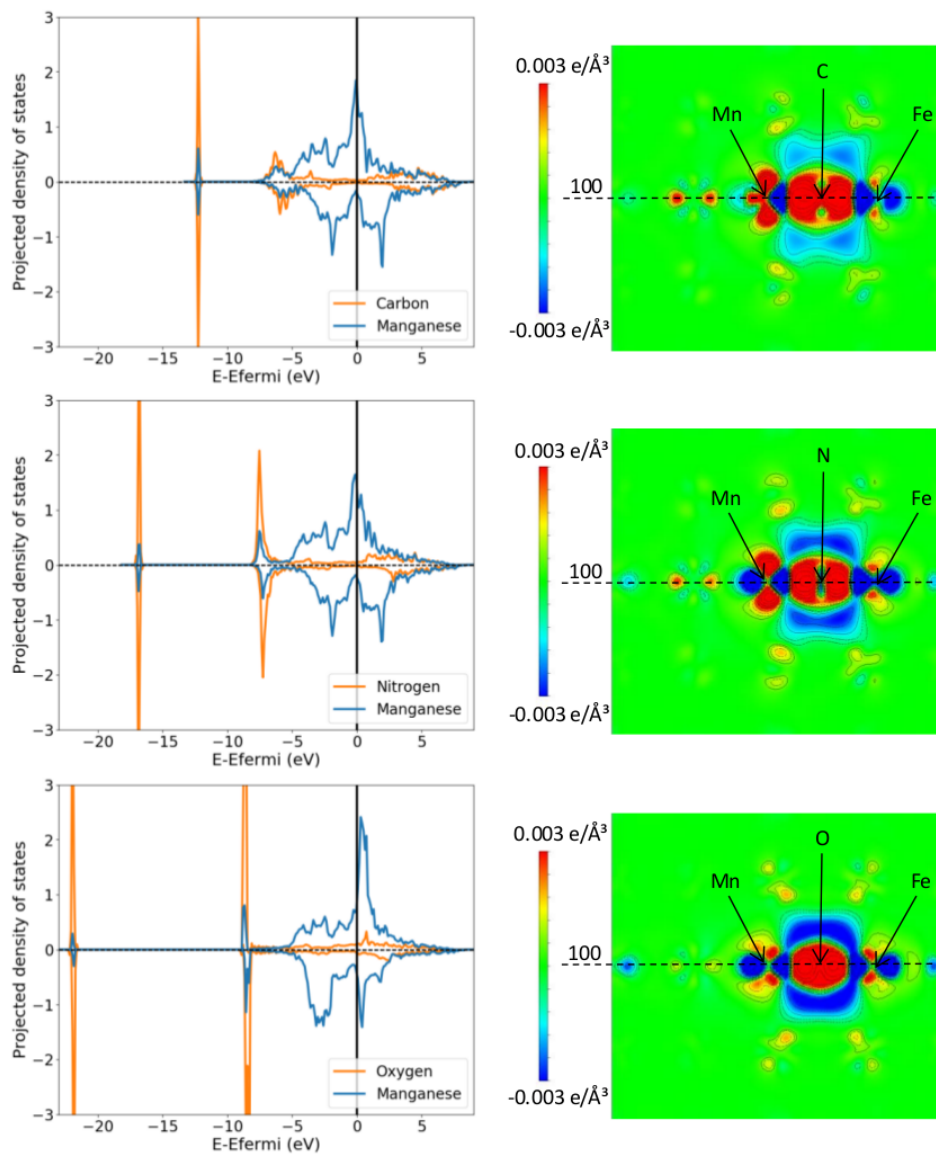 3
2
1
0
−1
−2
−3
Projected density of states
Carbon
Manganese
−20 −15 −10 −5 0 5
E-Efermi (eV)
0.003 e/Å³
100
-0.003 e/Å³
C
Mn
Fe
3
2
1
0
−1
−2
−3
Projected density of states
Nitrogen
Manganese
−20 −15 −10 −5 0 5
E-Efermi (eV)
0.003 e/Å³
100
-0.003 e/Å³
N
Mn
Fe
3
2
1
0
−1
−2
−3
Projected density of states
Oxygen
Manganese
−20 −15 −10 −5 0 5
E-Efermi (eV)
0.003 e/Å³
100
-0.003 e/Å³
O
Mn
Fe